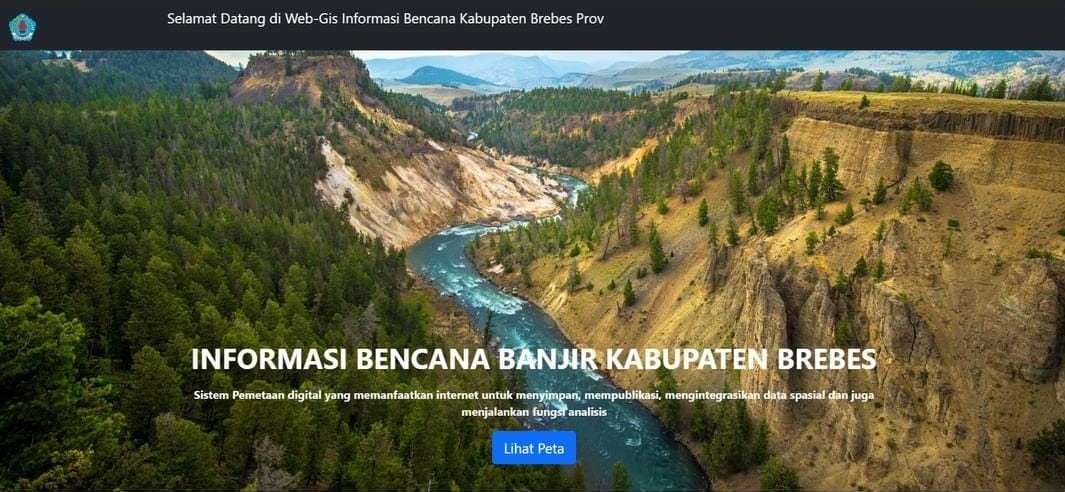 Selamat Datang di Web-Gis Informasi Bencana Kabupaten Brebes Prov
INFORMASI BENCANA BANJIR KABUPATEN BREBES
Sistem Pemetaan digital yang memanfaatkan internet untuk menyimpan, mempublikasi, mengintegrasikan data spasial dan juga
menjalankan fungsi analisis
Lihat Peta